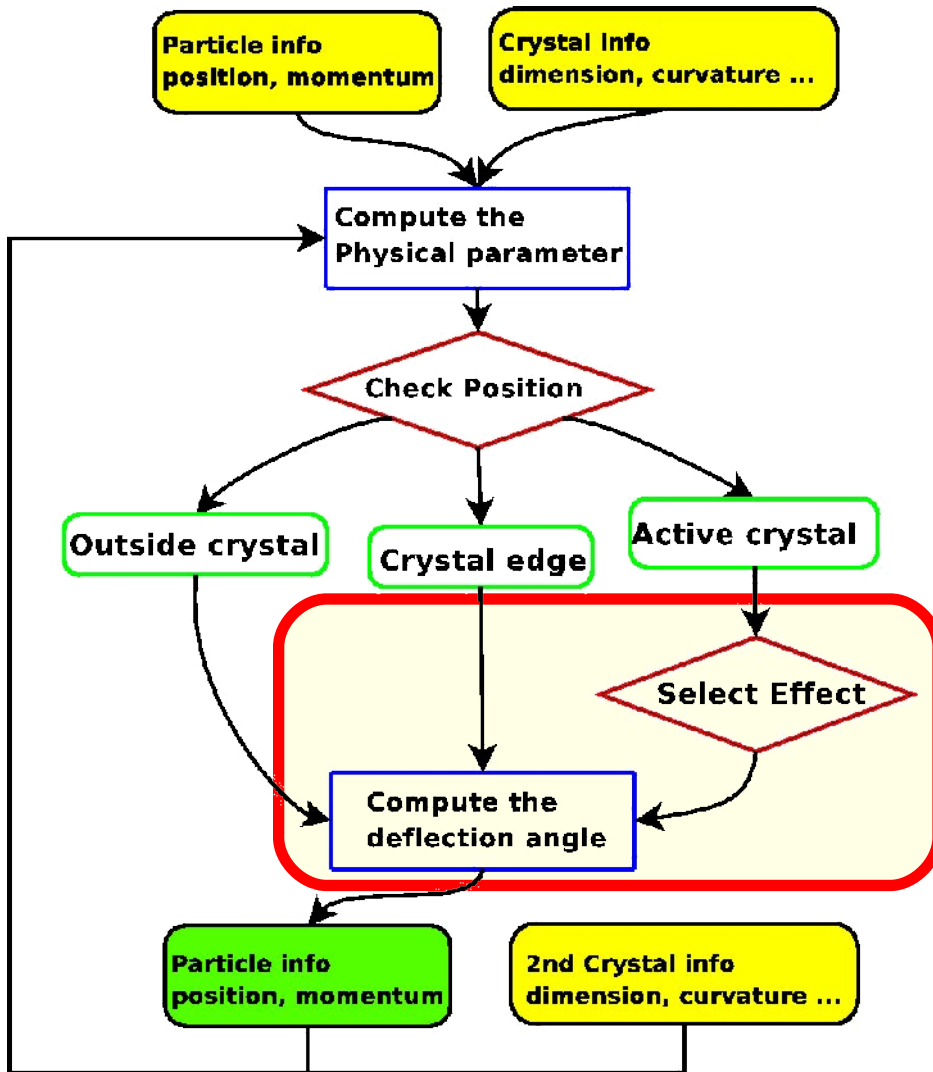 Particle info
position, momentum
Crystal info
dimension, curvature ...
Compute the
Physical parameter
Check Position
Outside crystal
Crystal edge
Active crystal
Select Effect
Compute the
deflection angle
Particle info
position, momentum
2nd Crystal info
dimension, curvature ...